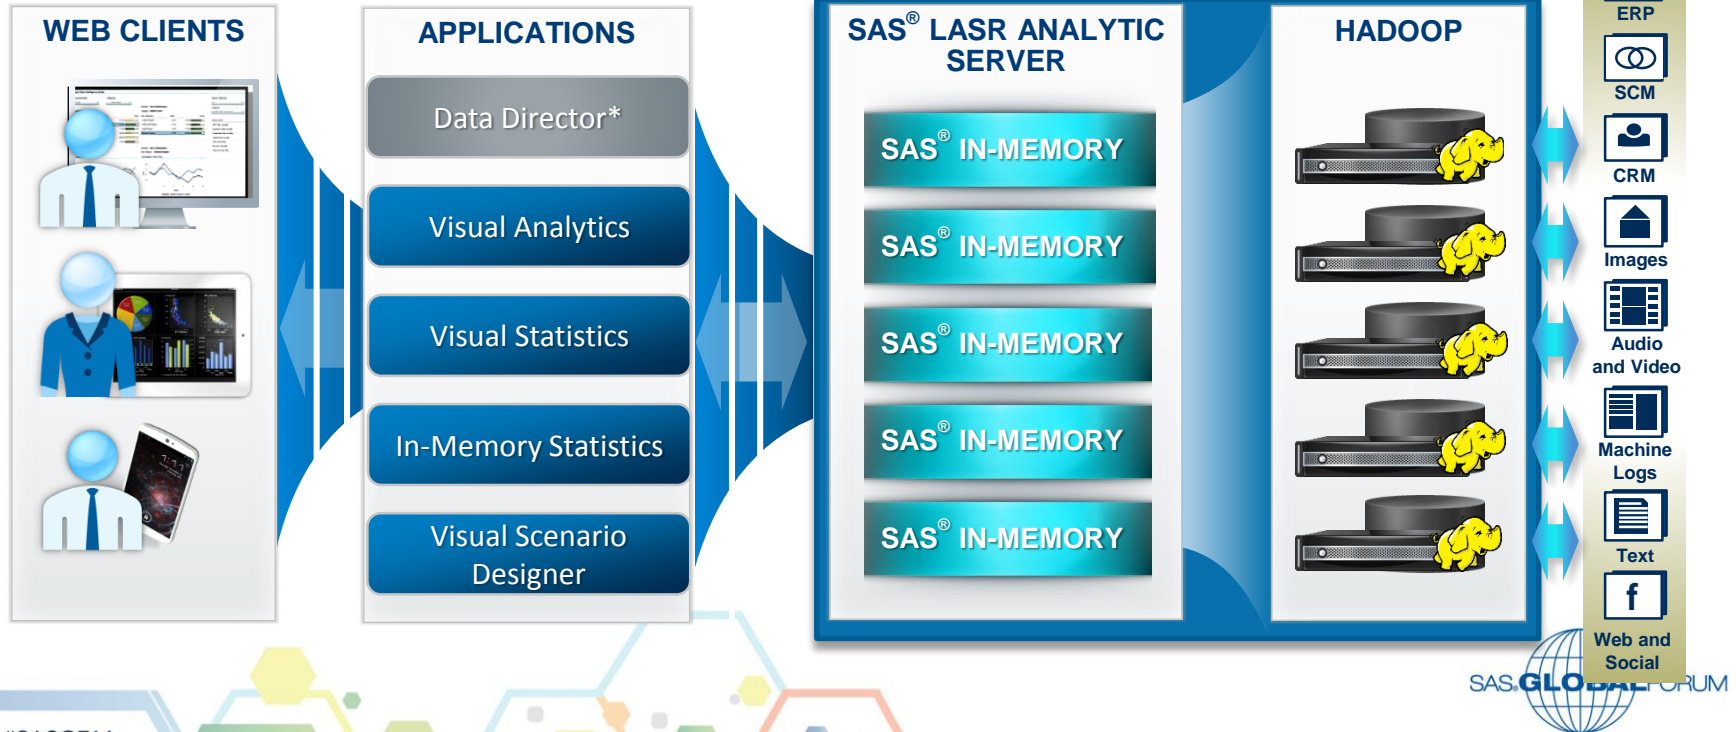 WEB CLIENTS
APPLICATIONS
Data Director*
Visual Analytics
Visual Statistics
In-Memory Statistics
Visual Scenario
Designer
SAS® LASR ANALYTIC
SERVER
SAS® IN-MEMORY
SAS® IN-MEMORY
SAS® IN-MEMORY
SAS® IN-MEMORY
SAS® IN-MEMORY
HADOOP
ERP
SCM
CRM
Images
Audio
and Video
Machine
Logs
Text
f
Web and
Social
SAS® GLOBAL FORUM